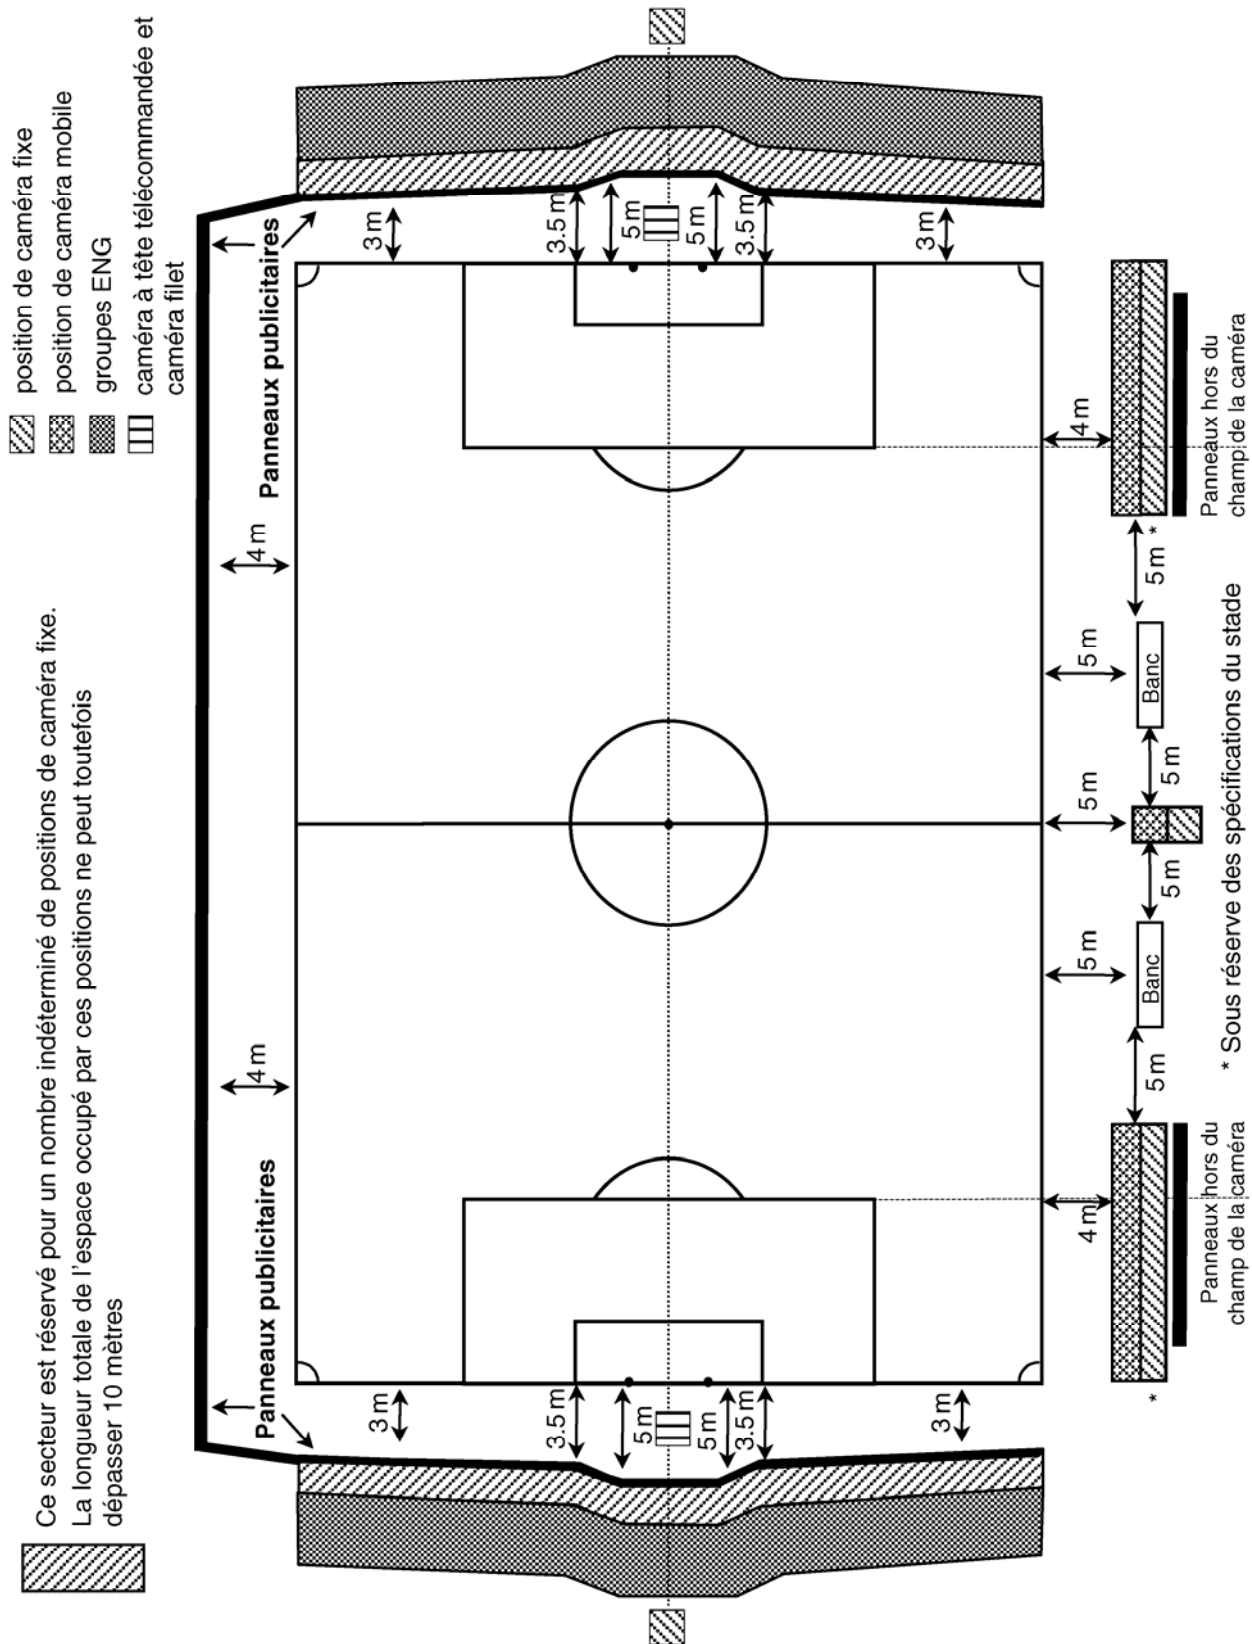 Ce secteur est réservé pour un nombre indéterminé de positions de caméra fixe.
La longueur totale de l'espace occupé par ces positions ne peut toutefois
dépasser 10 mètres
position de caméra fixe
position de caméra mobile
groupes ENG
caméra à tête télécommandée et
caméra filet
Panneaux publicitaires
Panneaux publicitaires
4 m
4 m
3 m
3 m
3.5 m
3.5 m
5 m
5 m
5 m
5 m
3.5 m
3.5 m
3 m
3 m
4 m
5 m
5 m
5 m
4 m
*
5 m
Banc
5 m
5 m
Banc
5 m
*
Panneaux hors du
champ de la caméra
Panneaux hors du
champ de la caméra
* Sous réserve des spécifications du stade